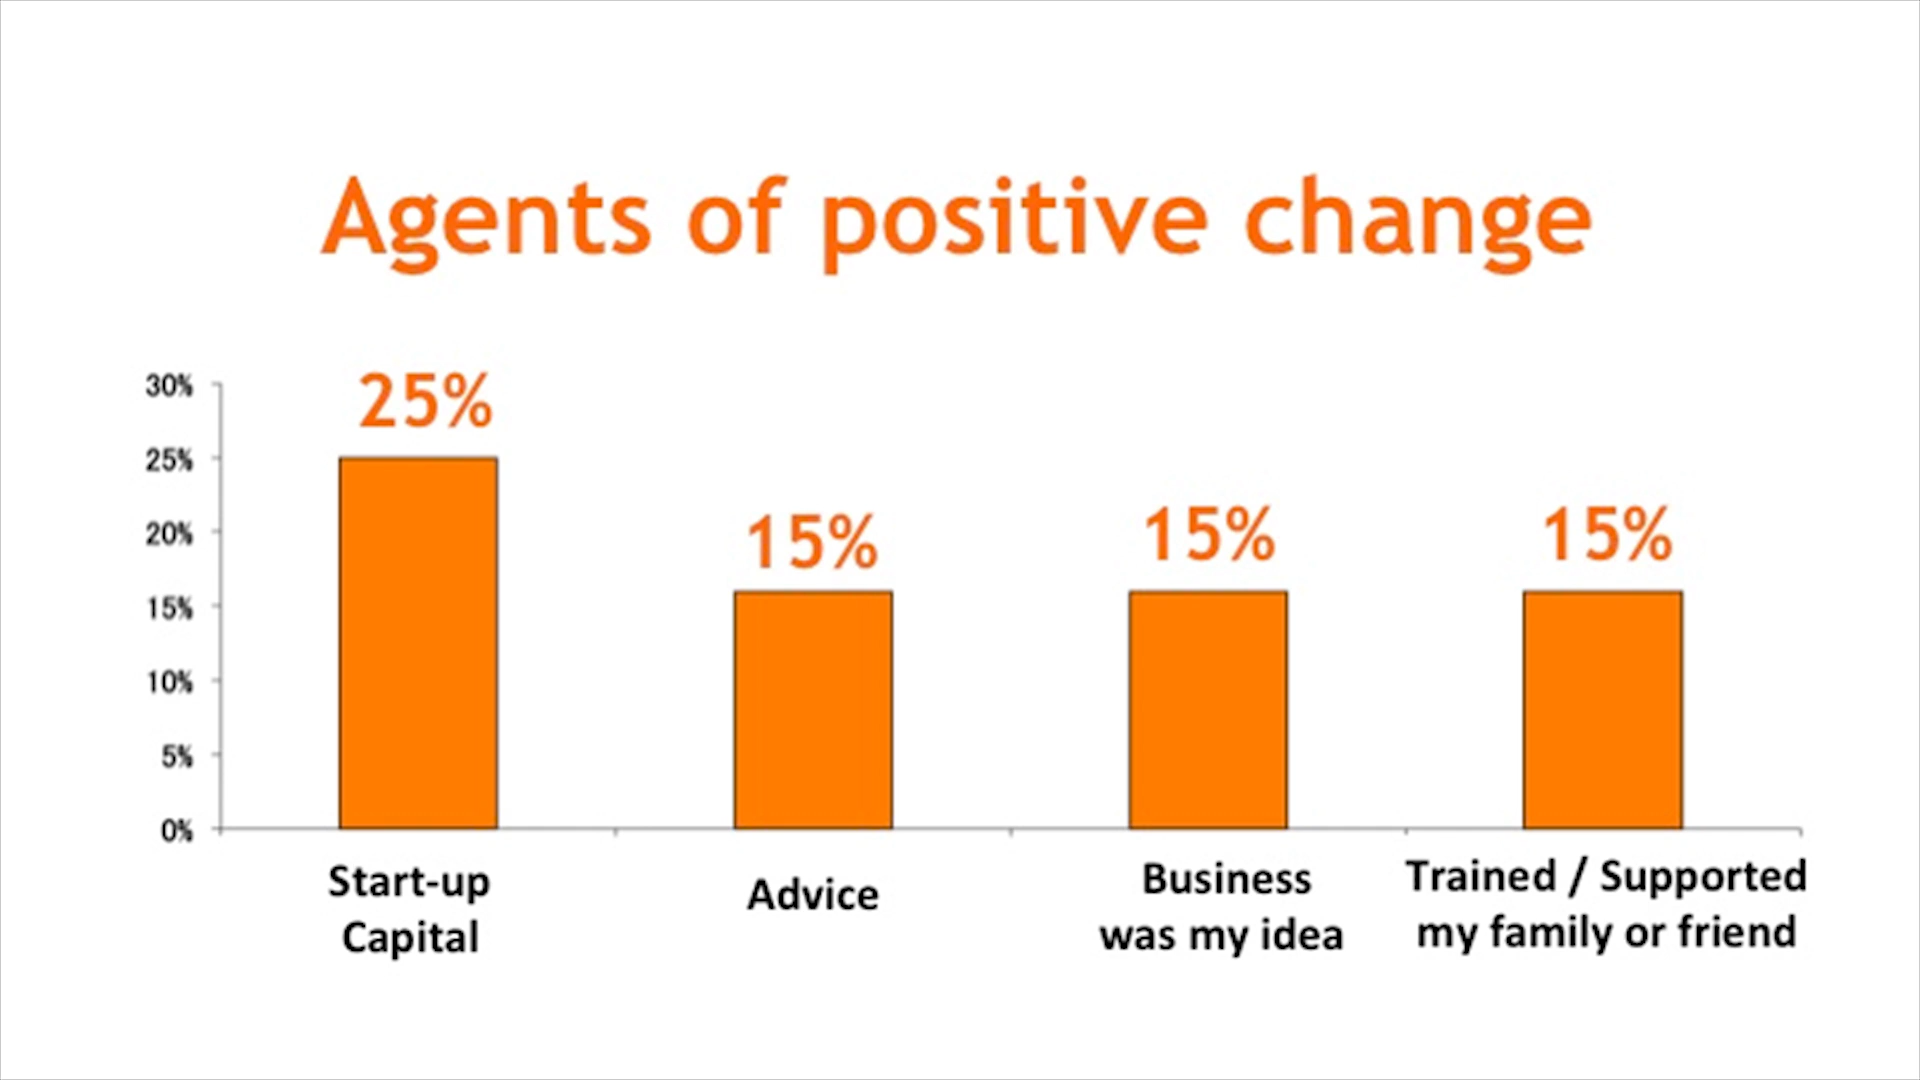 Agents of positive change
30%
25%
20%
15%
10%
5%
0%
25%
15%
15%
15%
Start-up
Capital
Advice
Business
was my idea
Trained / Supported
my family or friend